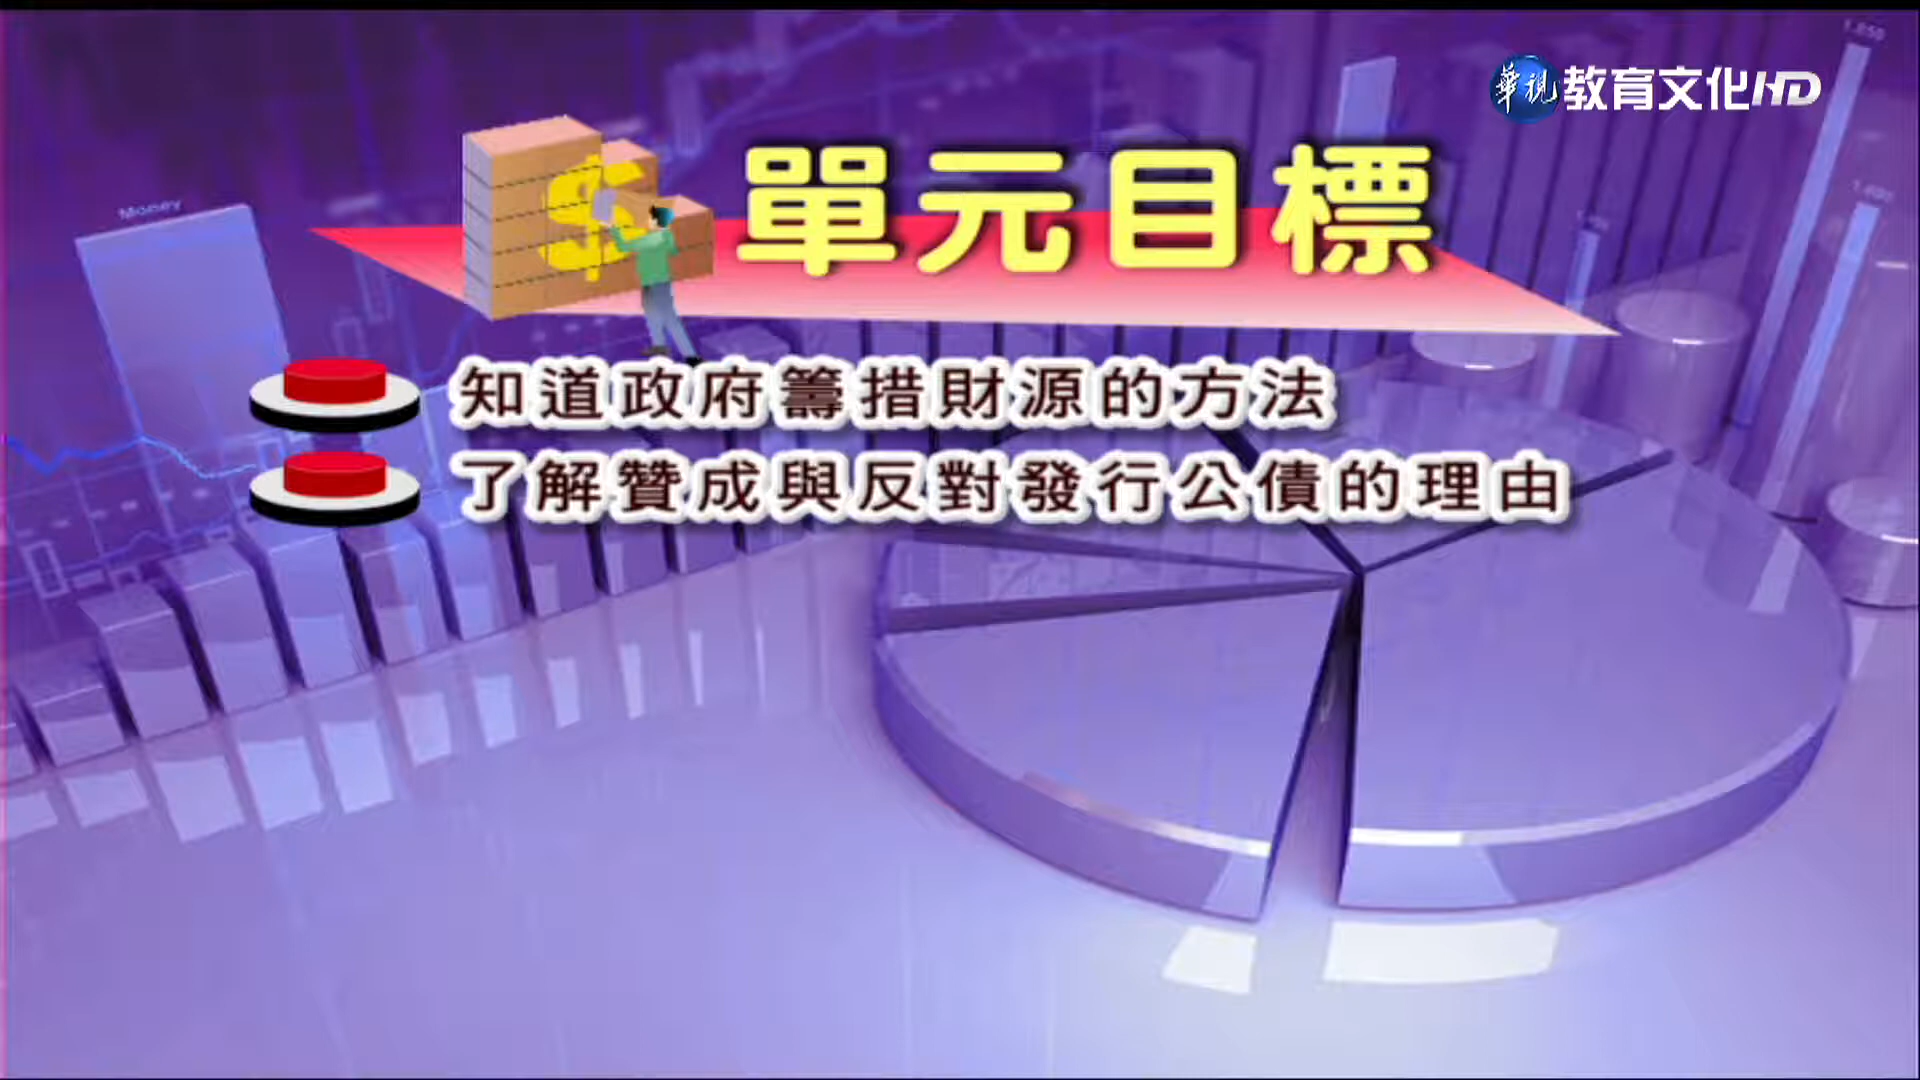 華視 教育文化HD
單元目標
Money
知道政府籌措財源的方法
了解贊成與反對發行公債的理由